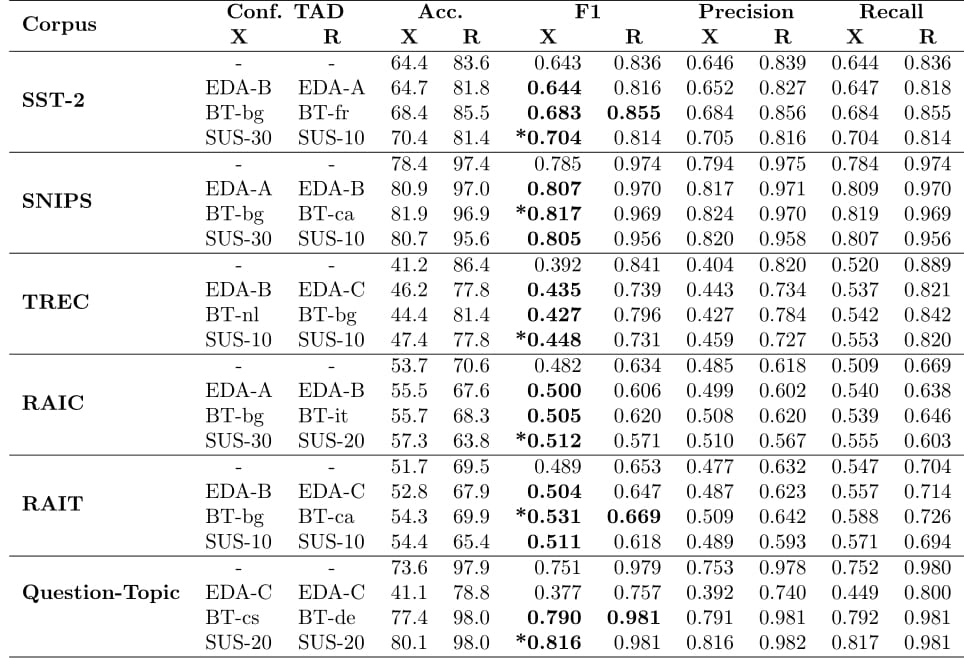 Corpus Conf. TAD Acc. F1 Precision Recall
X R X R X R X R X R
SST-2
- - 64.4 83.6 0.643 0.836 0.646 0.839 0.644 0.836
EDA-B EDA-A 64.7 81.8 0.644 0.816 0.652 0.827 0.647 0.818
BT-bg BT-fr 68.4 85.5 0.683 0.855 0.684 0.856 0.684 0.855
SUS-30 SUS-10 70.4 81.4 *0.704 0.814 0.705 0.816 0.704 0.814
SNIPS
- - 78.4 97.4 0.785 0.974 0.794 0.975 0.784 0.974
EDA-A EDA-B 80.9 97.0 0.807 0.970 0.817 0.971 0.809 0.970
BT-bg BT-ca 81.9 96.9 *0.817 0.969 0.824 0.970 0.819 0.969
SUS-30 SUS-10 80.7 95.6 0.805 0.956 0.820 0.958 0.807 0.956
TREC
- - 41.2 86.4 0.392 0.841 0.404 0.820 0.520 0.889
EDA-B EDA-C 46.2 77.8 0.435 0.739 0.443 0.734 0.537 0.821
BT-nl BT-bg 44.4 81.4 0.427 0.796 0.427 0.784 0.542 0.842
SUS-10 SUS-10 47.4 77.8 *0.448 0.731 0.459 0.727 0.553 0.820
RAIC
- - 53.7 70.6 0.482 0.634 0.485 0.618 0.509 0.669
EDA-A EDA-B 55.5 67.6 0.500 0.606 0.499 0.602 0.540 0.638
BT-bg BT-it 55.7 68.3 0.505 0.620 0.508 0.620 0.539 0.646
SUS-30 SUS-20 57.3 63.8 *0.512 0.571 0.510 0.567 0.555 0.603
RAIT
- - 51.7 69.5 0.489 0.653 0.477 0.632 0.547 0.704
EDA-B EDA-C 52.8 67.9 0.504 0.647 0.487 0.623 0.557 0.714
BT-bg BT-ca 54.3 69.9 *0.531 0.669 0.509 0.642 0.588 0.726
SUS-10 SUS-10 54.4 65.4 0.511 0.618 0.489 0.593 0.571 0.694
Question-Topic
- - 73.6 97.9 0.751 0.979 0.753 0.978 0.752 0.980
EDA-C EDA-C 41.1 78.8 0.377 0.757 0.392 0.740 0.449 0.800
BT-cs BT-de 77.4 98.0 0.790 0.981 0.791 0.981 0.792 0.981
SUS-20 SUS-20 80.1 98.0 *0.816 0.981 0.816 0.982 0.817 0.981